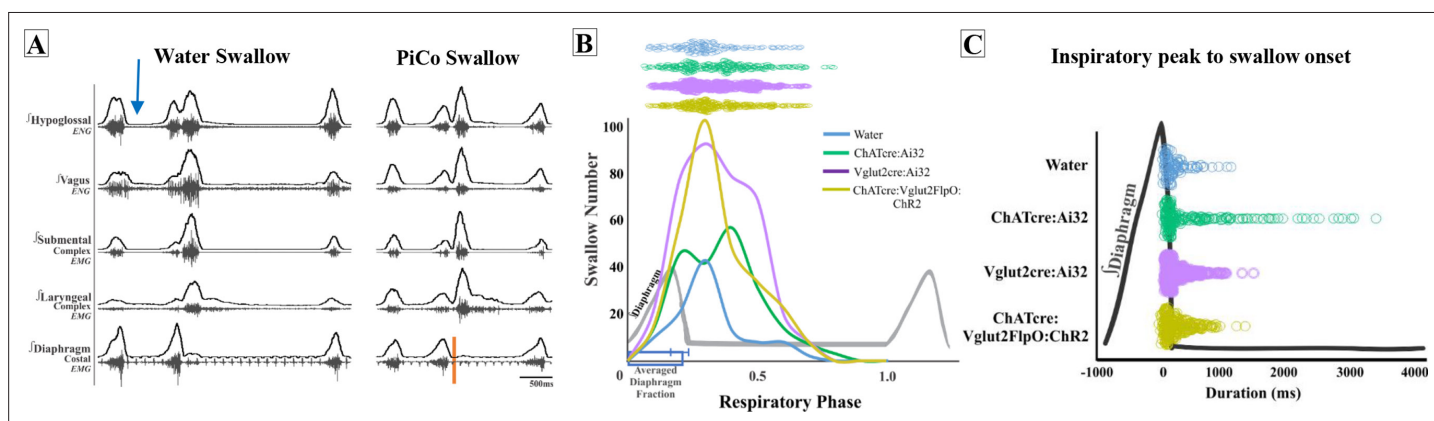 A
Water Swallow
PiCo Swallow
∫Hypoglossal
ENG
∫Vagus
ENG
∫Submental
Complex
EMG
∫Laryngeal
Complex
EMG
∫Diaphragm
Costal
EMG
500ms
B
100
80
60
40
20
0
Swallow Number
Water
ChATcre:Ai32
Vglut2cre:Ai32
ChATcre:Vglut2FlpO:
ChR2
∫Diaphragm
Averaged
Diaphragm
Fraction
0.5
1.0
Respiratory Phase
C
Inspiratory peak to swallow onset
Water
ChATcre:Ai32
Vglut2cre:Ai32
ChATcre:
Vglut2FlpO:ChR2
∫Diaphragm
-1000
0
1000
2000
3000
4000
Duration (ms)